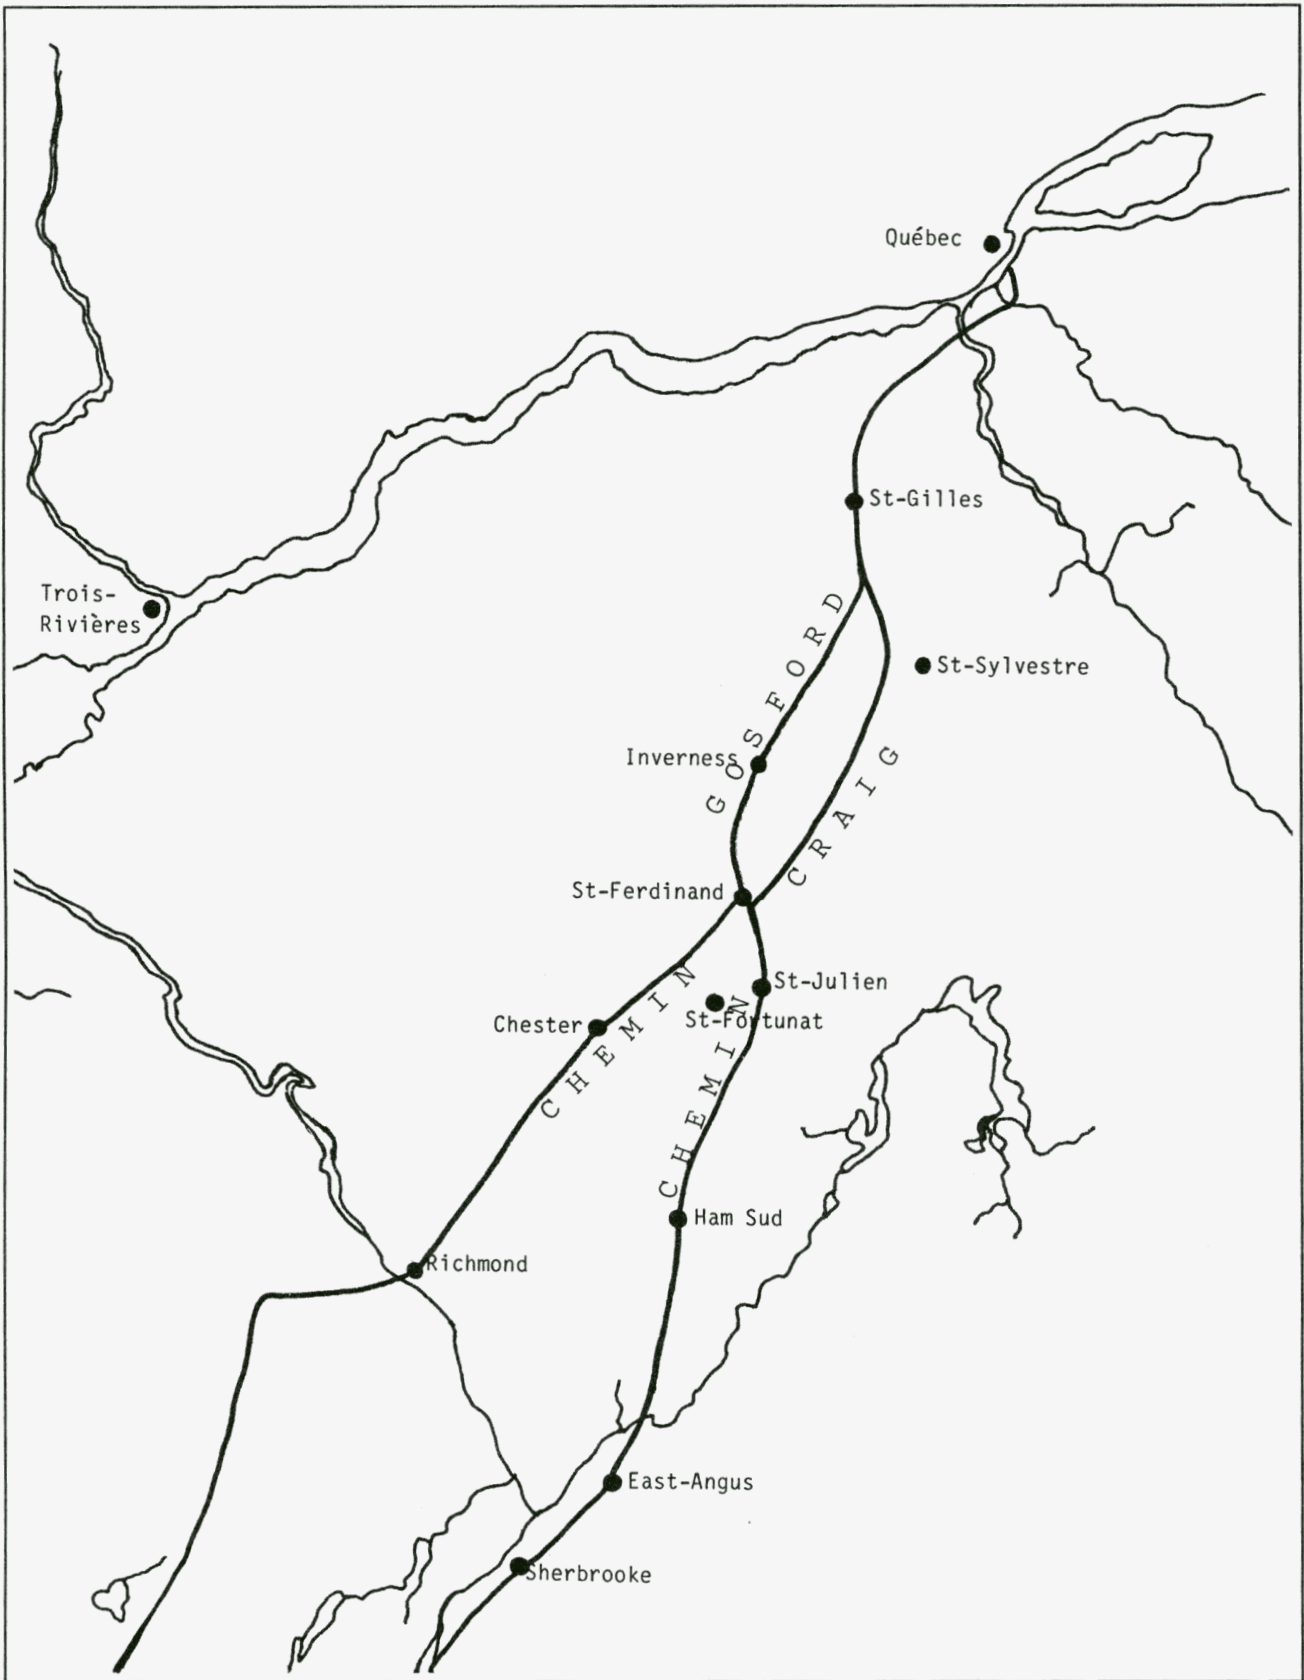 Québec
St-Gilles
Trois-
Rivières
St-Sylvestre
Inverness
St-Ferdinand
St-Julien
St-Fortunat
Chester
Ham Sud
Richmond
East-Angus
Sherbrooke
CHEMIN CRAIG
CHEMIN GOSFORD